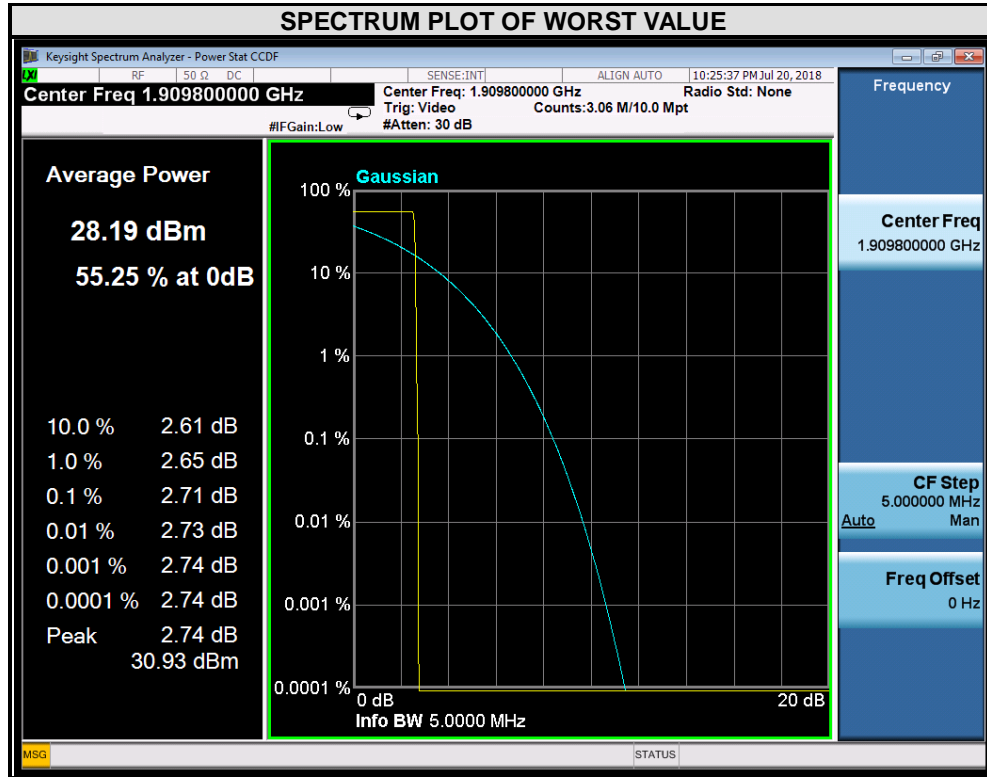 SPECTRUM PLOT OF WORST VALUE
Keysight Spectrum Analyzer - Power Stat CCDF
LXI RF 50 Ω DC SENSE:INT ALIGN AUTO 10:25:37 PM Jul 20, 2018
Center Freq 1.909800000 GHz
#IFGain:Low
Center Freq: 1.909800000 GHz Radio Std: None
Trig: Video Counts:3.06 M/10.0 Mpt
#Atten: 30 dB
Average Power
28.19 dBm
55.25 % at 0dB
10.0 % 2.61 dB
1.0 % 2.65 dB
0.1 % 2.71 dB
0.01 % 2.73 dB
0.001 % 2.74 dB
0.0001 % 2.74 dB
Peak 2.74 dB
30.93 dBm
Gaussian
100 %
10 %
1 %
0.1 %
0.01 %
0.001 %
0.0001 %
0 dB 20 dB
Info BW 5.0000 MHz
Frequency
Center Freq
1.909800000 GHz
CF Step
5.000000 MHz
Auto Man
Freq Offset
0 Hz
MSG STATUS